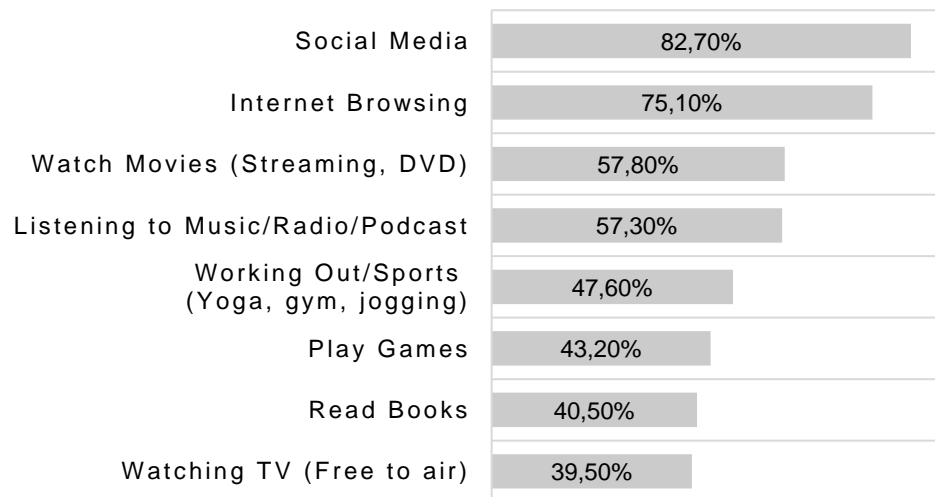 Social Media 82,70%
Internet Browsing 75,10%
Watch Movies (Streaming, DVD) 57,80%
Listening to Music/Radio/Podcast 57,30%
Working Out/Sports
(Yoga, gym, jogging) 47,60%
Play Games 43,20%
Read Books 40,50%
Watching TV (Free to air) 39,50%